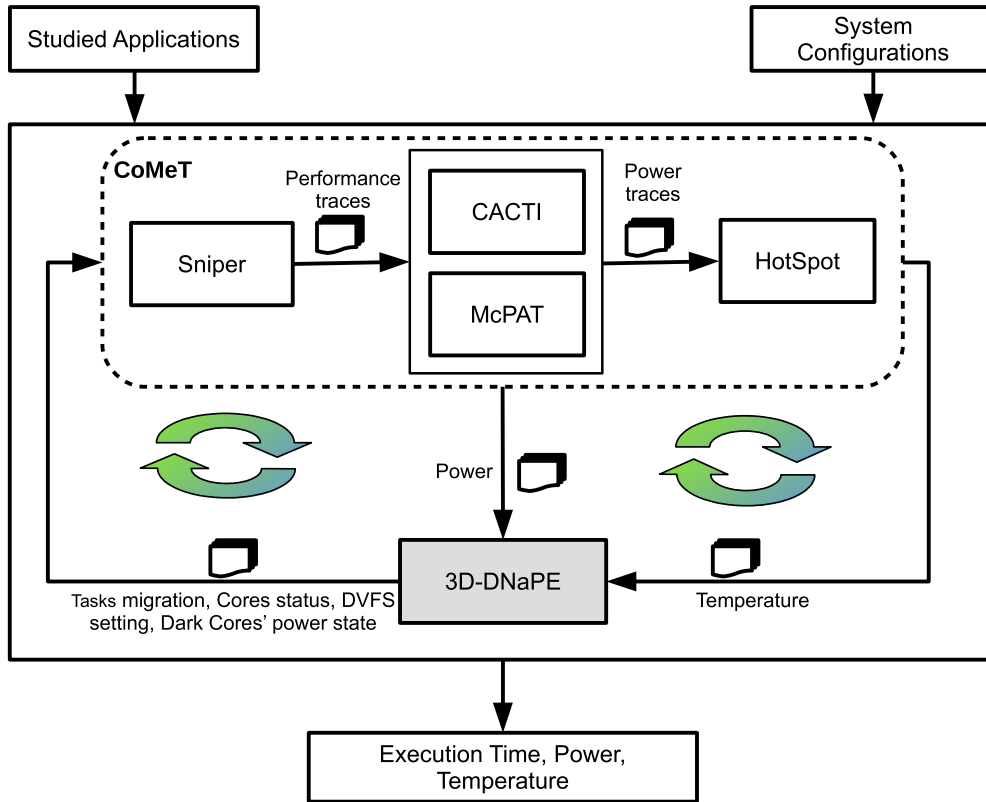 Studied Applications
System
Configurations
CoMeT
Performance
traces
Power
traces
CACTI
Sniper
HotSpot
McPAT
Power
3D-DNaPE
Tasks migration, Cores status, DVFS
setting, Dark Cores' power state
Temperature
Execution Time, Power,
Temperature